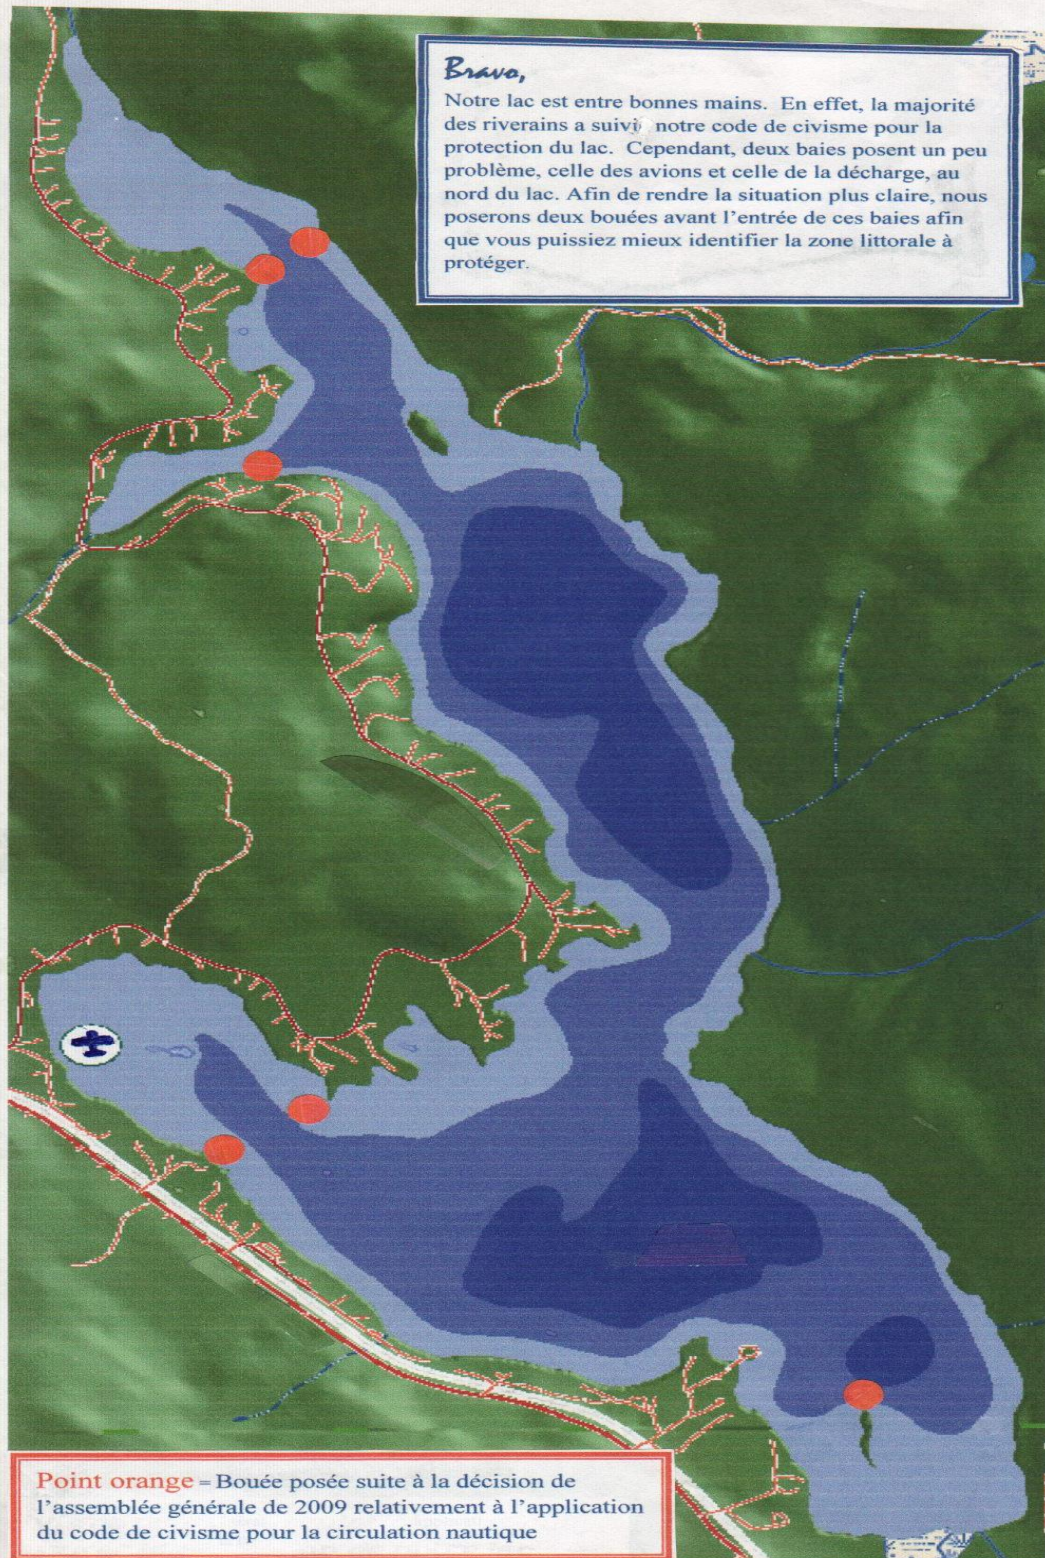 Bravo,
Notre lac est entre bonnes mains. En effet, la majorité
des riverains a suivi notre code de civisme pour la
protection du lac. Cependant, deux baies posent un peu
problème, celle des avions et celle de la décharge, au
nord du lac. Afin de rendre la situation plus claire, nous
poserons deux bouées avant l'entrée de ces baies afin
que vous puissiez mieux identifier la zone littorale à
protéger.
Point orange = Bouée posée suite à la décision de
l'assemblée générale de 2009 relativement à l'application
du code de civisme pour la circulation nautique